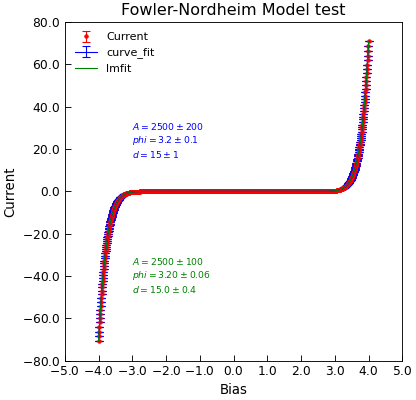 Fowler-Nordheim Model test
80.0
Current
curve_fit
lmfit
60.0
40.0
A = 2500 ± 200
phi = 3.2 ± 0.1
d = 15 ± 1
20.0
0.0
Current
−20.0
A = 2500 ± 100
phi = 3.20 ± 0.06
d = 15.0 ± 0.4
−40.0
−60.0
−80.0
−5.0 −4.0 −3.0 −2.0 −1.0 0.0 1.0 2.0 3.0 4.0 5.0
Bias